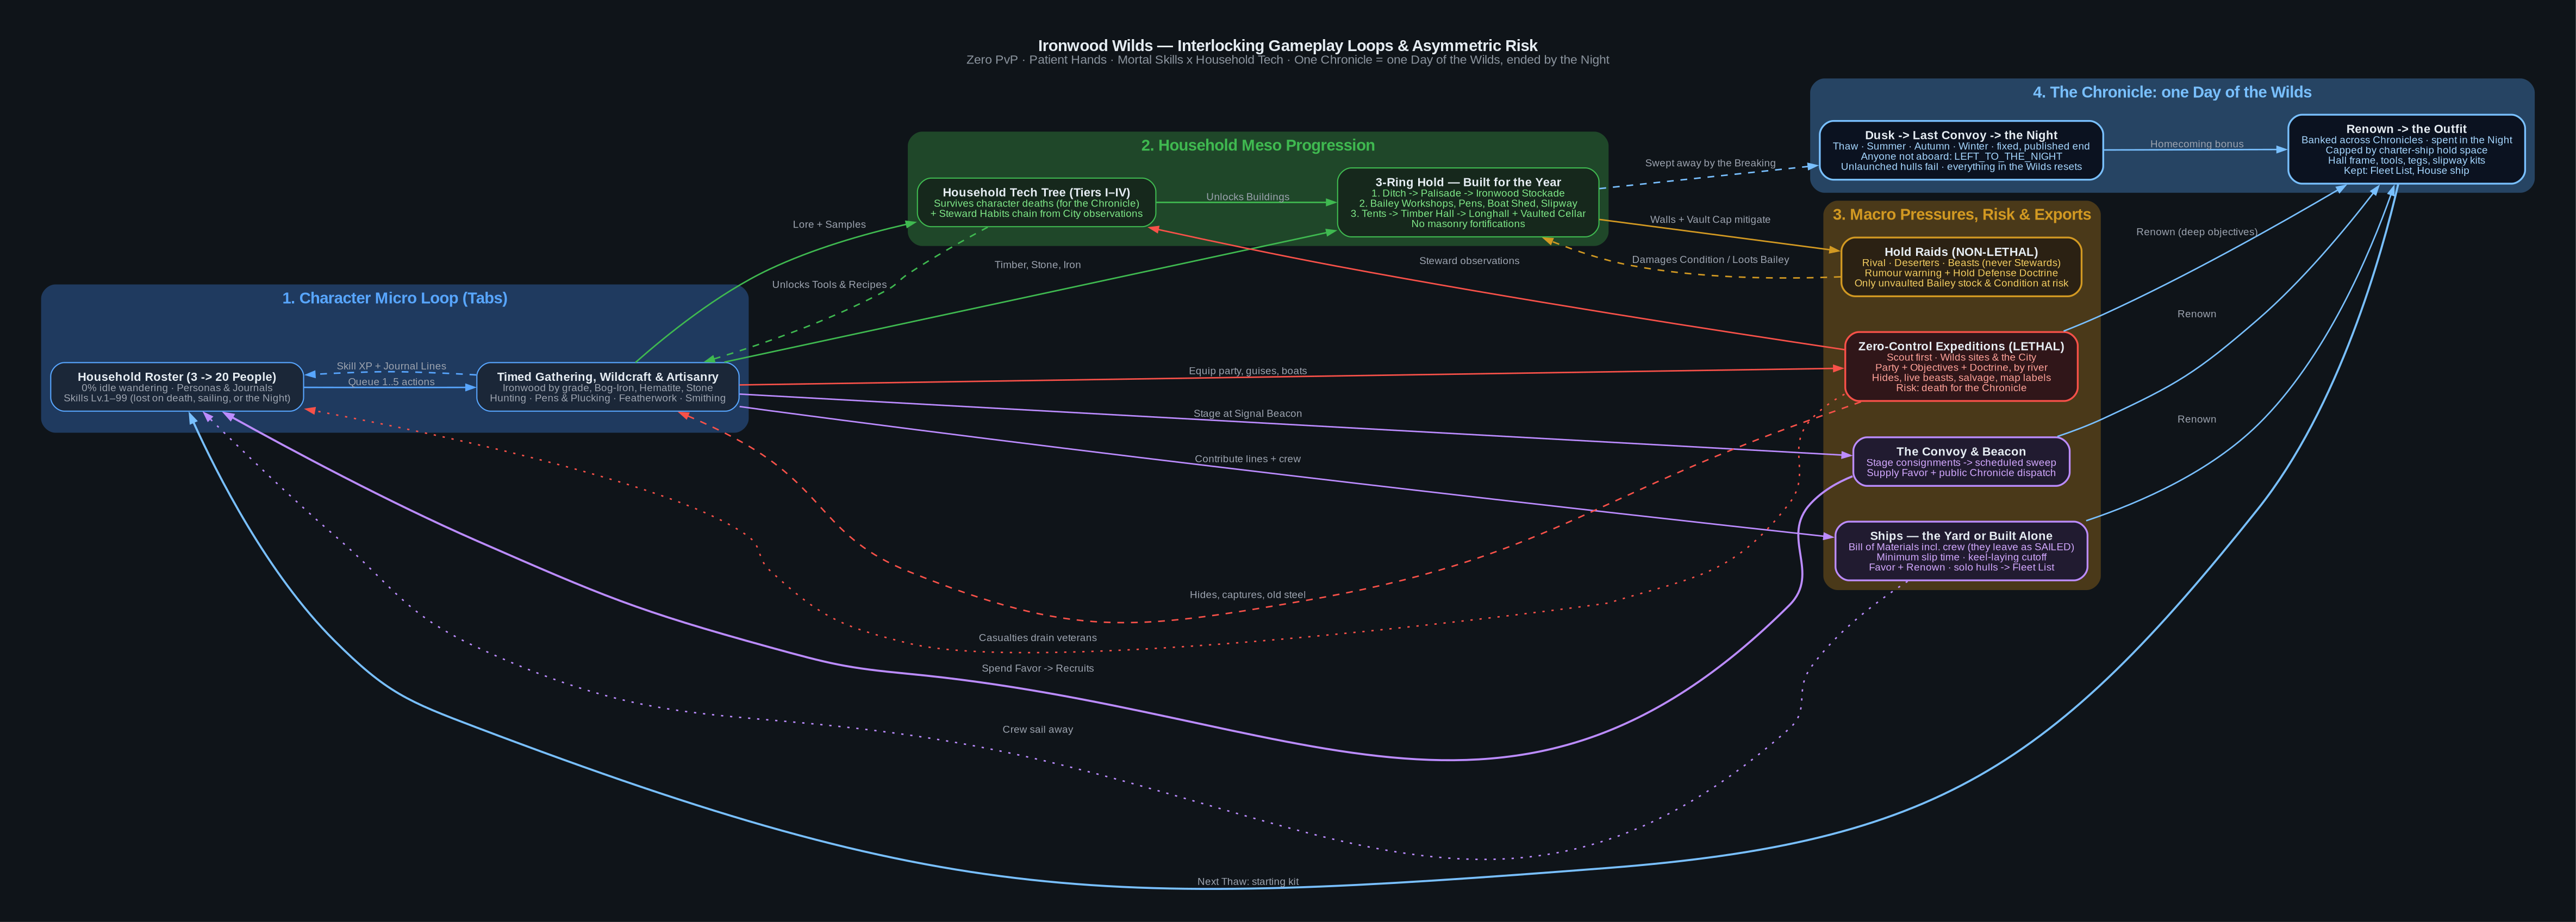 Ironwood Wilds — Interlocking Gameplay Loops & Asymmetric Risk
Zero PvP · Patient Hands · Mortal Skills x Household Tech · One Chronicle = one Day of the Wilds, ended by the Night
1. Character Micro Loop (Tabs)
Household Roster (3 -> 20 People)
0% idle wandering · Personas & Journals
Skills Lv.1–99 (lost on death, sailing, or the Night)
Skill XP + Journal Lines
Queue 1..5 actions
Timed Gathering, Wildcraft & Artisanry
Ironwood by grade, Bog-Iron, Hematite, Stone
Hunting · Pens & Plucking · Featherwork · Smithing
2. Household Meso Progression
Household Tech Tree (Tiers I–IV)
Survives character deaths (for the Chronicle)
+ Steward Habits chain from City observations
Unlocks Buildings
3-Ring Hold — Built for the Year
1. Ditch -> Palisade -> Ironwood Stockade
2. Bailey Workshops, Pens, Boat Shed, Slipway
3. Tents -> Timber Hall -> Longhall + Vaulted Cellar
No masonry fortifications
Lore + Samples
Unlocks Tools & Recipes
Timber, Stone, Iron
Steward observations
Equip party, guises, boats
Stage at Signal Beacon
Contribute lines + crew
Hides, captures, old steel
Casualties drain veterans
Spend Favor -> Recruits
Crew sail away
Next Thaw: starting kit
Swept away by the Breaking
Walls + Vault Cap mitigate
Damages Condition / Loots Bailey
4. The Chronicle: one Day of the Wilds
Dusk -> Last Convoy -> the Night
Thaw · Summer · Autumn · Winter · fixed, published end
Anyone not aboard: LEFT_TO_THE_NIGHT
Unlaunched hulls fail · everything in the Wilds resets
Homecoming bonus
Renown -> the Outfit
Banked across Chronicles · spent in the Night
Capped by charter-ship hold space
Hall frame, tools, tegs, slipway kits
Kept: Fleet List, House ship
3. Macro Pressures, Risk & Exports
Hold Raids (NON-LETHAL)
Rival · Deserters · Beasts (never Stewards)
Rumour warning + Hold Defense Doctrine
Only unvaulted Bailey stock & Condition at risk
Zero-Control Expeditions (LETHAL)
Scout first · Wilds sites & the City
Party + Objectives + Doctrine, by river
Hides, live beasts, salvage, map labels
Risk: death for the Chronicle
The Convoy & Beacon
Stage consignments -> scheduled sweep
Supply Favor + public Chronicle dispatch
Ships — the Yard or Built Alone
Bill of Materials incl. crew (they leave as SAILED)
Minimum slip time · keel-laying cutoff
Favor + Renown · solo hulls -> Fleet List
Renown (deep objectives)
Renown
Renown